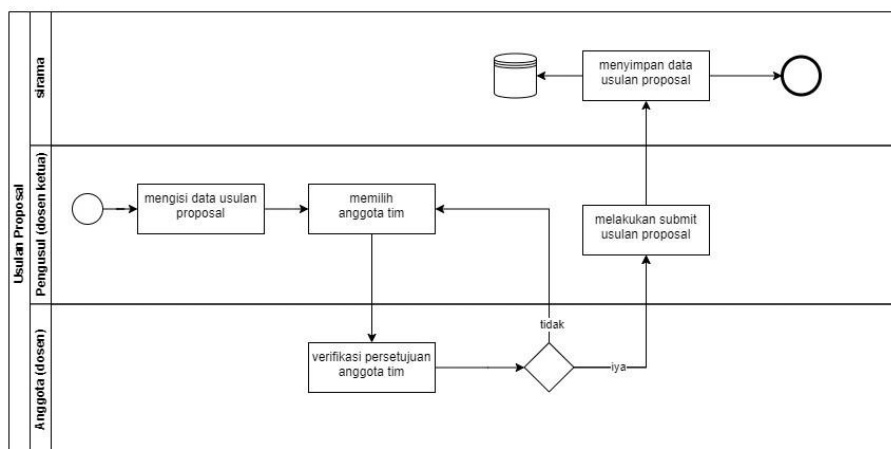 Usulan Proposal
sirama
menyimpan data
usulan proposal
Pengusul (dosen ketua)
mengisi data usulan
proposal
memilih
anggota tim
melakukan submit
usulan proposal
Anggota (dosen)
verifikasi persetujuan
anggota tim
tidak
iya